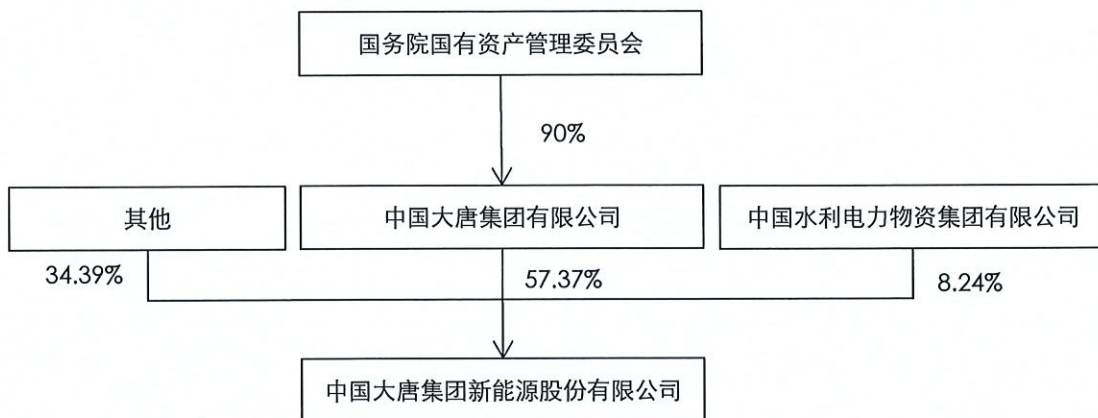 国务院国有资产管理委员会
90%
其他
中国大唐集团有限公司
中国水利电力物资集团有限公司
34.39%
57.37%
8.24%
中国大唐集团新能源股份有限公司